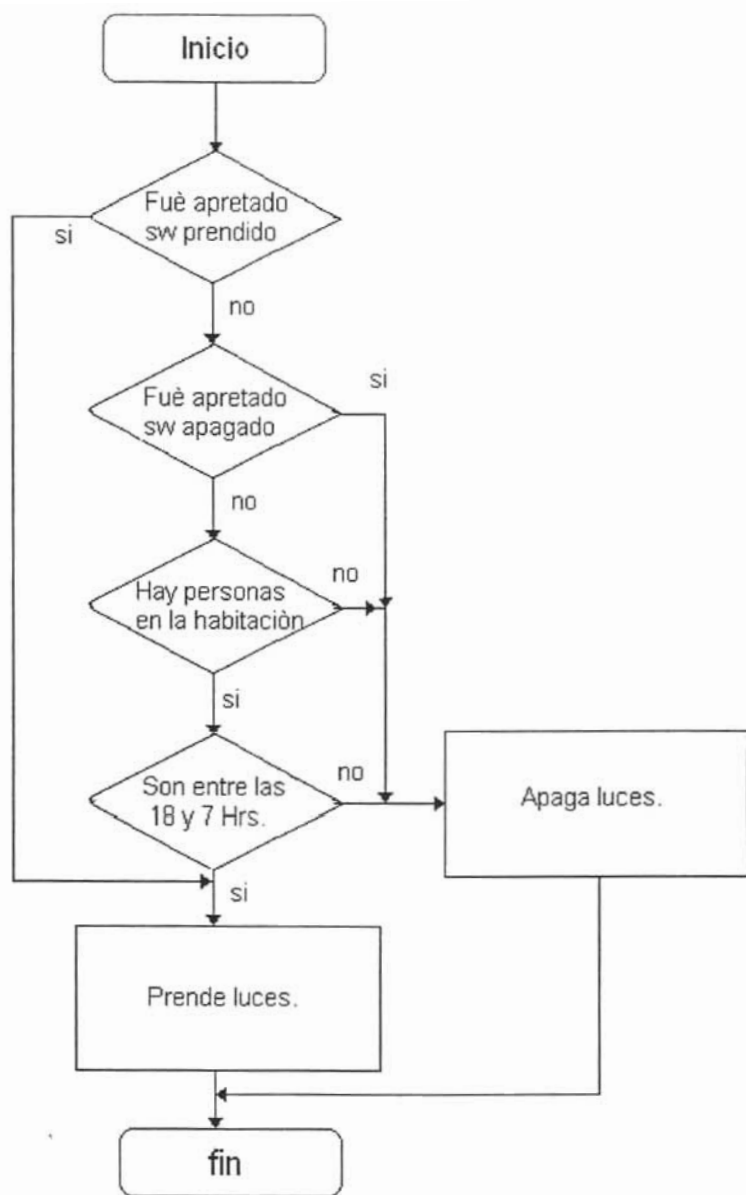 Inicio
Fuè apretado
sw prendido
si
no
Fuè apretado
sw apagado
si
no
Hay personas
en la habitaciòn
no
si
Son entre las
18 y 7 Hrs.
no
Apaga luces.
si
Prende luces.
fin